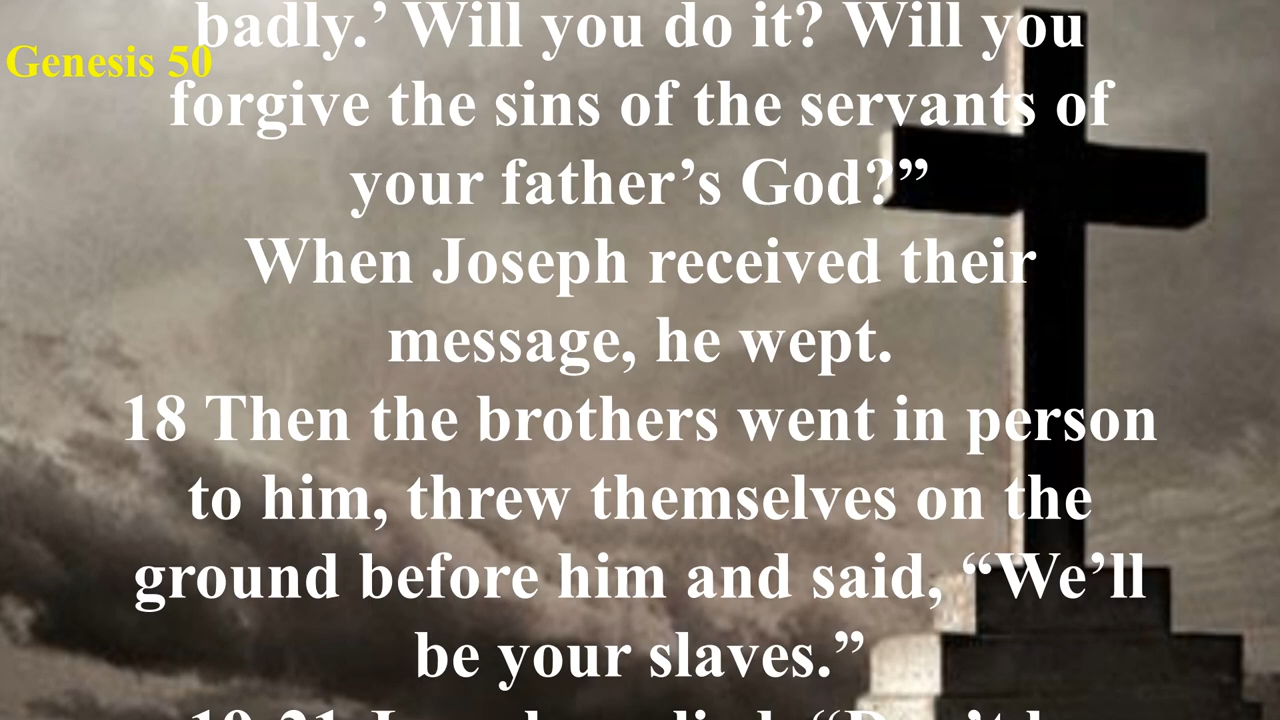 badly.’ Will you do it? Will you
Genesis 50
forgive the sins of the servants of
your father’s God?”
When Joseph received their
message, he wept.
18 Then the brothers went in person
to him, threw themselves on the
ground before him and said, “We’ll
be your slaves.”